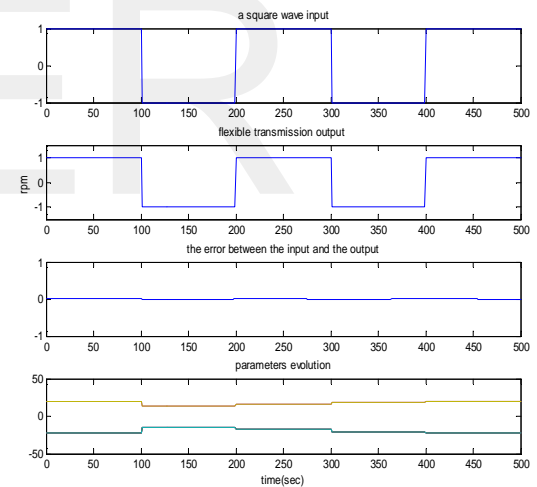 a square wave input
1
0
-1
0 50 100 150 200 250 300 350 400 450 500
flexible transmission output
rpm
1
0
-1
0 50 100 150 200 250 300 350 400 450 500
the error between the input and the output
1
0
-1
0 50 100 150 200 250 300 350 400 450 500
parameters evolution
50
0
-50
0 50 100 150 200 250 300 350 400 450 500
time(sec)